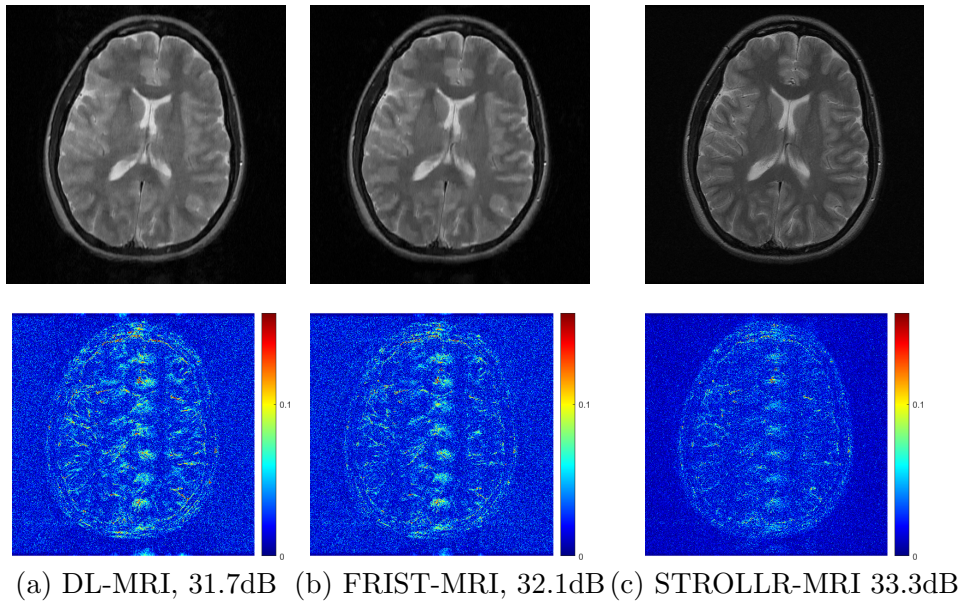 0.1
0
0.1
0
0.1
0
(a) DL-MRI, 31.7dB
(b) FRIST-MRI, 32.1dB
(c) STROLLR-MRI 33.3dB